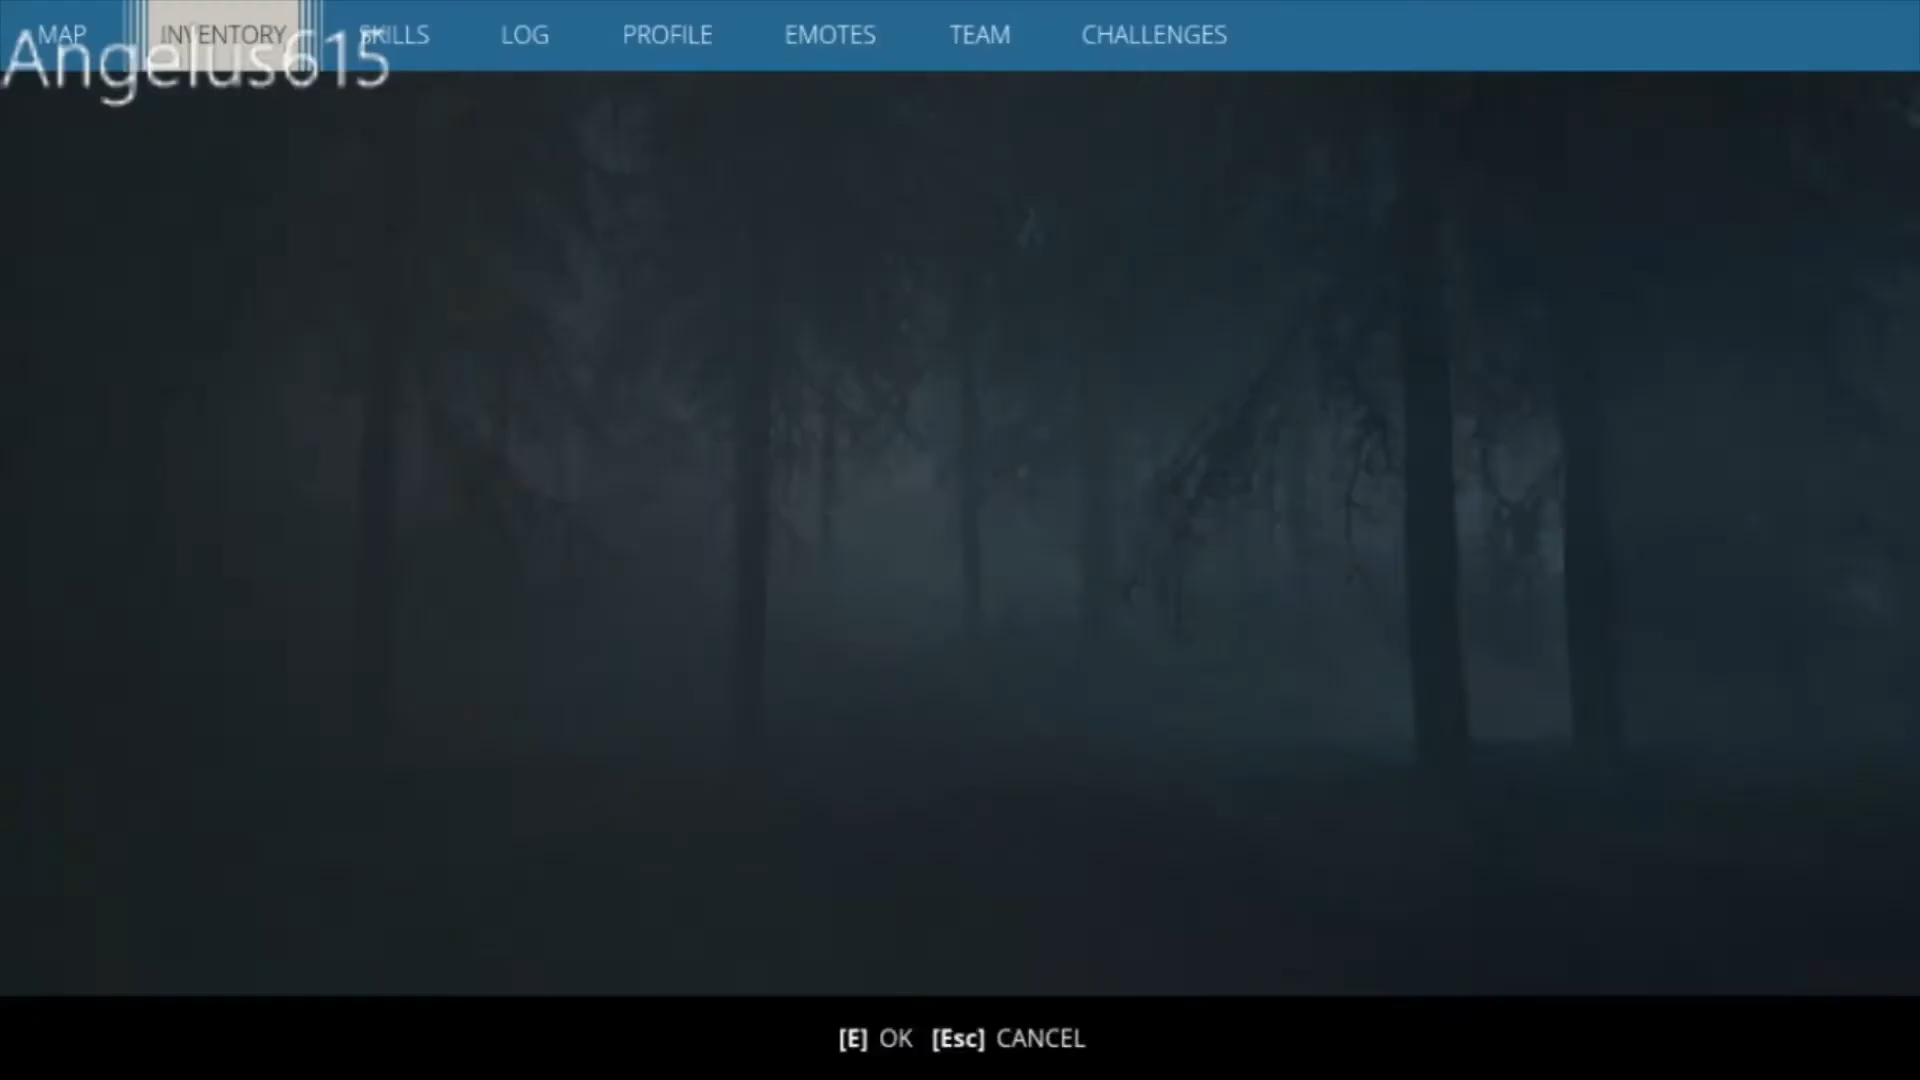 MAP INVENTORY SKILLS LOG PROFILE EMOTES TEAM CHALLENGES
Angelus615
[E] OK [Esc] CANCEL